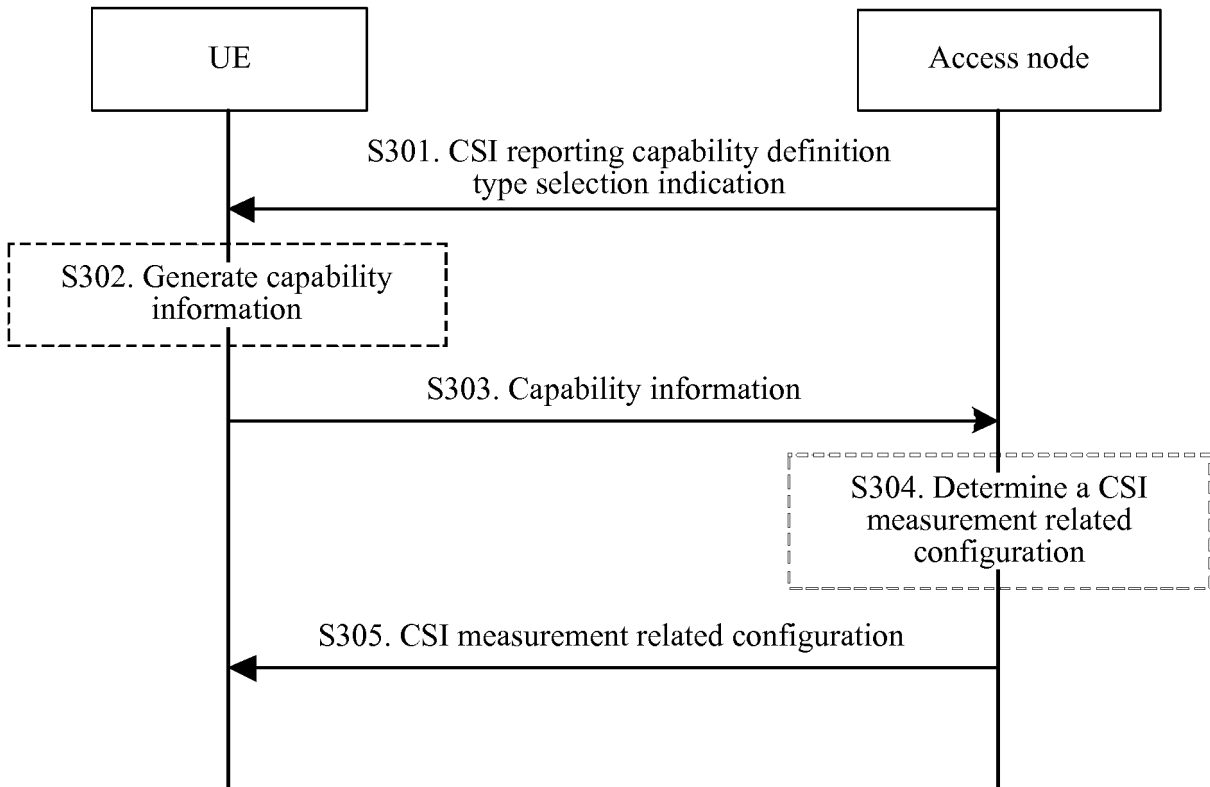 UE
Access node
S301. CSI reporting capability definition
type selection indication
S302. Generate capability
information
S303. Capability information
S304. Determine a CSI
measurement related
configuration
S305. CSI measurement related configuration